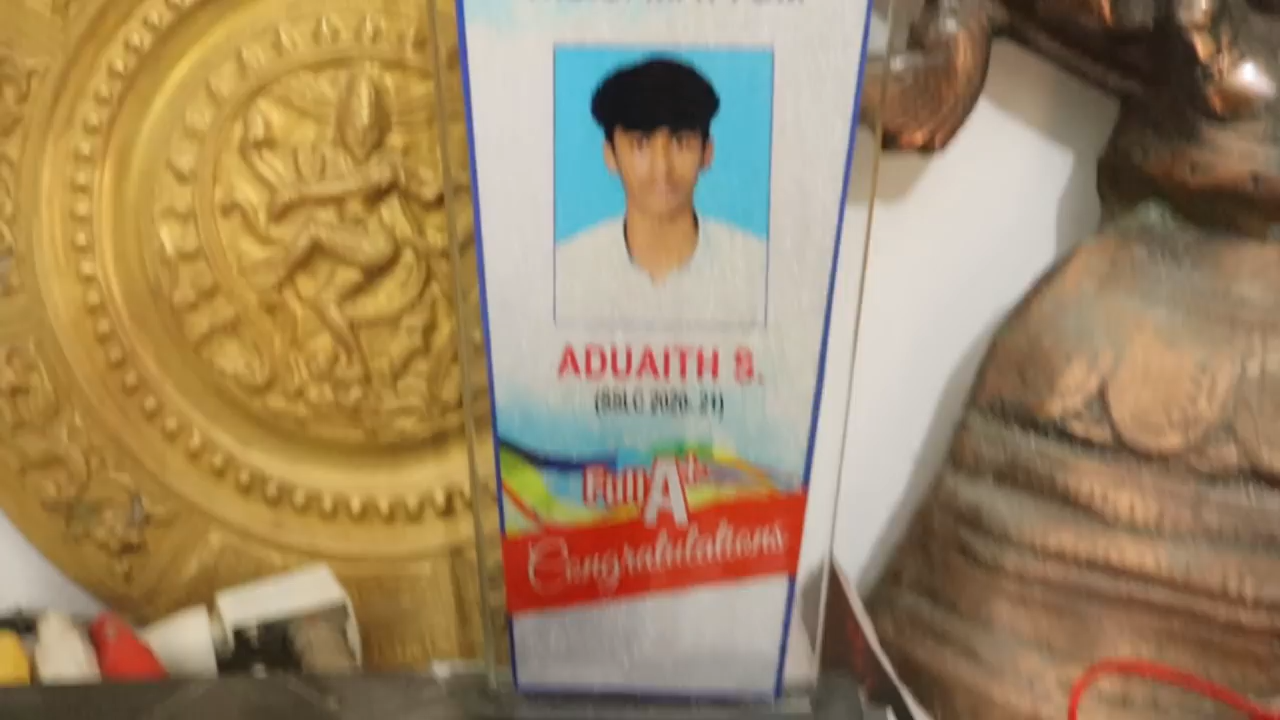 ADUAITH S.
(SSLC 2020-21)
Full A+
Congratulations